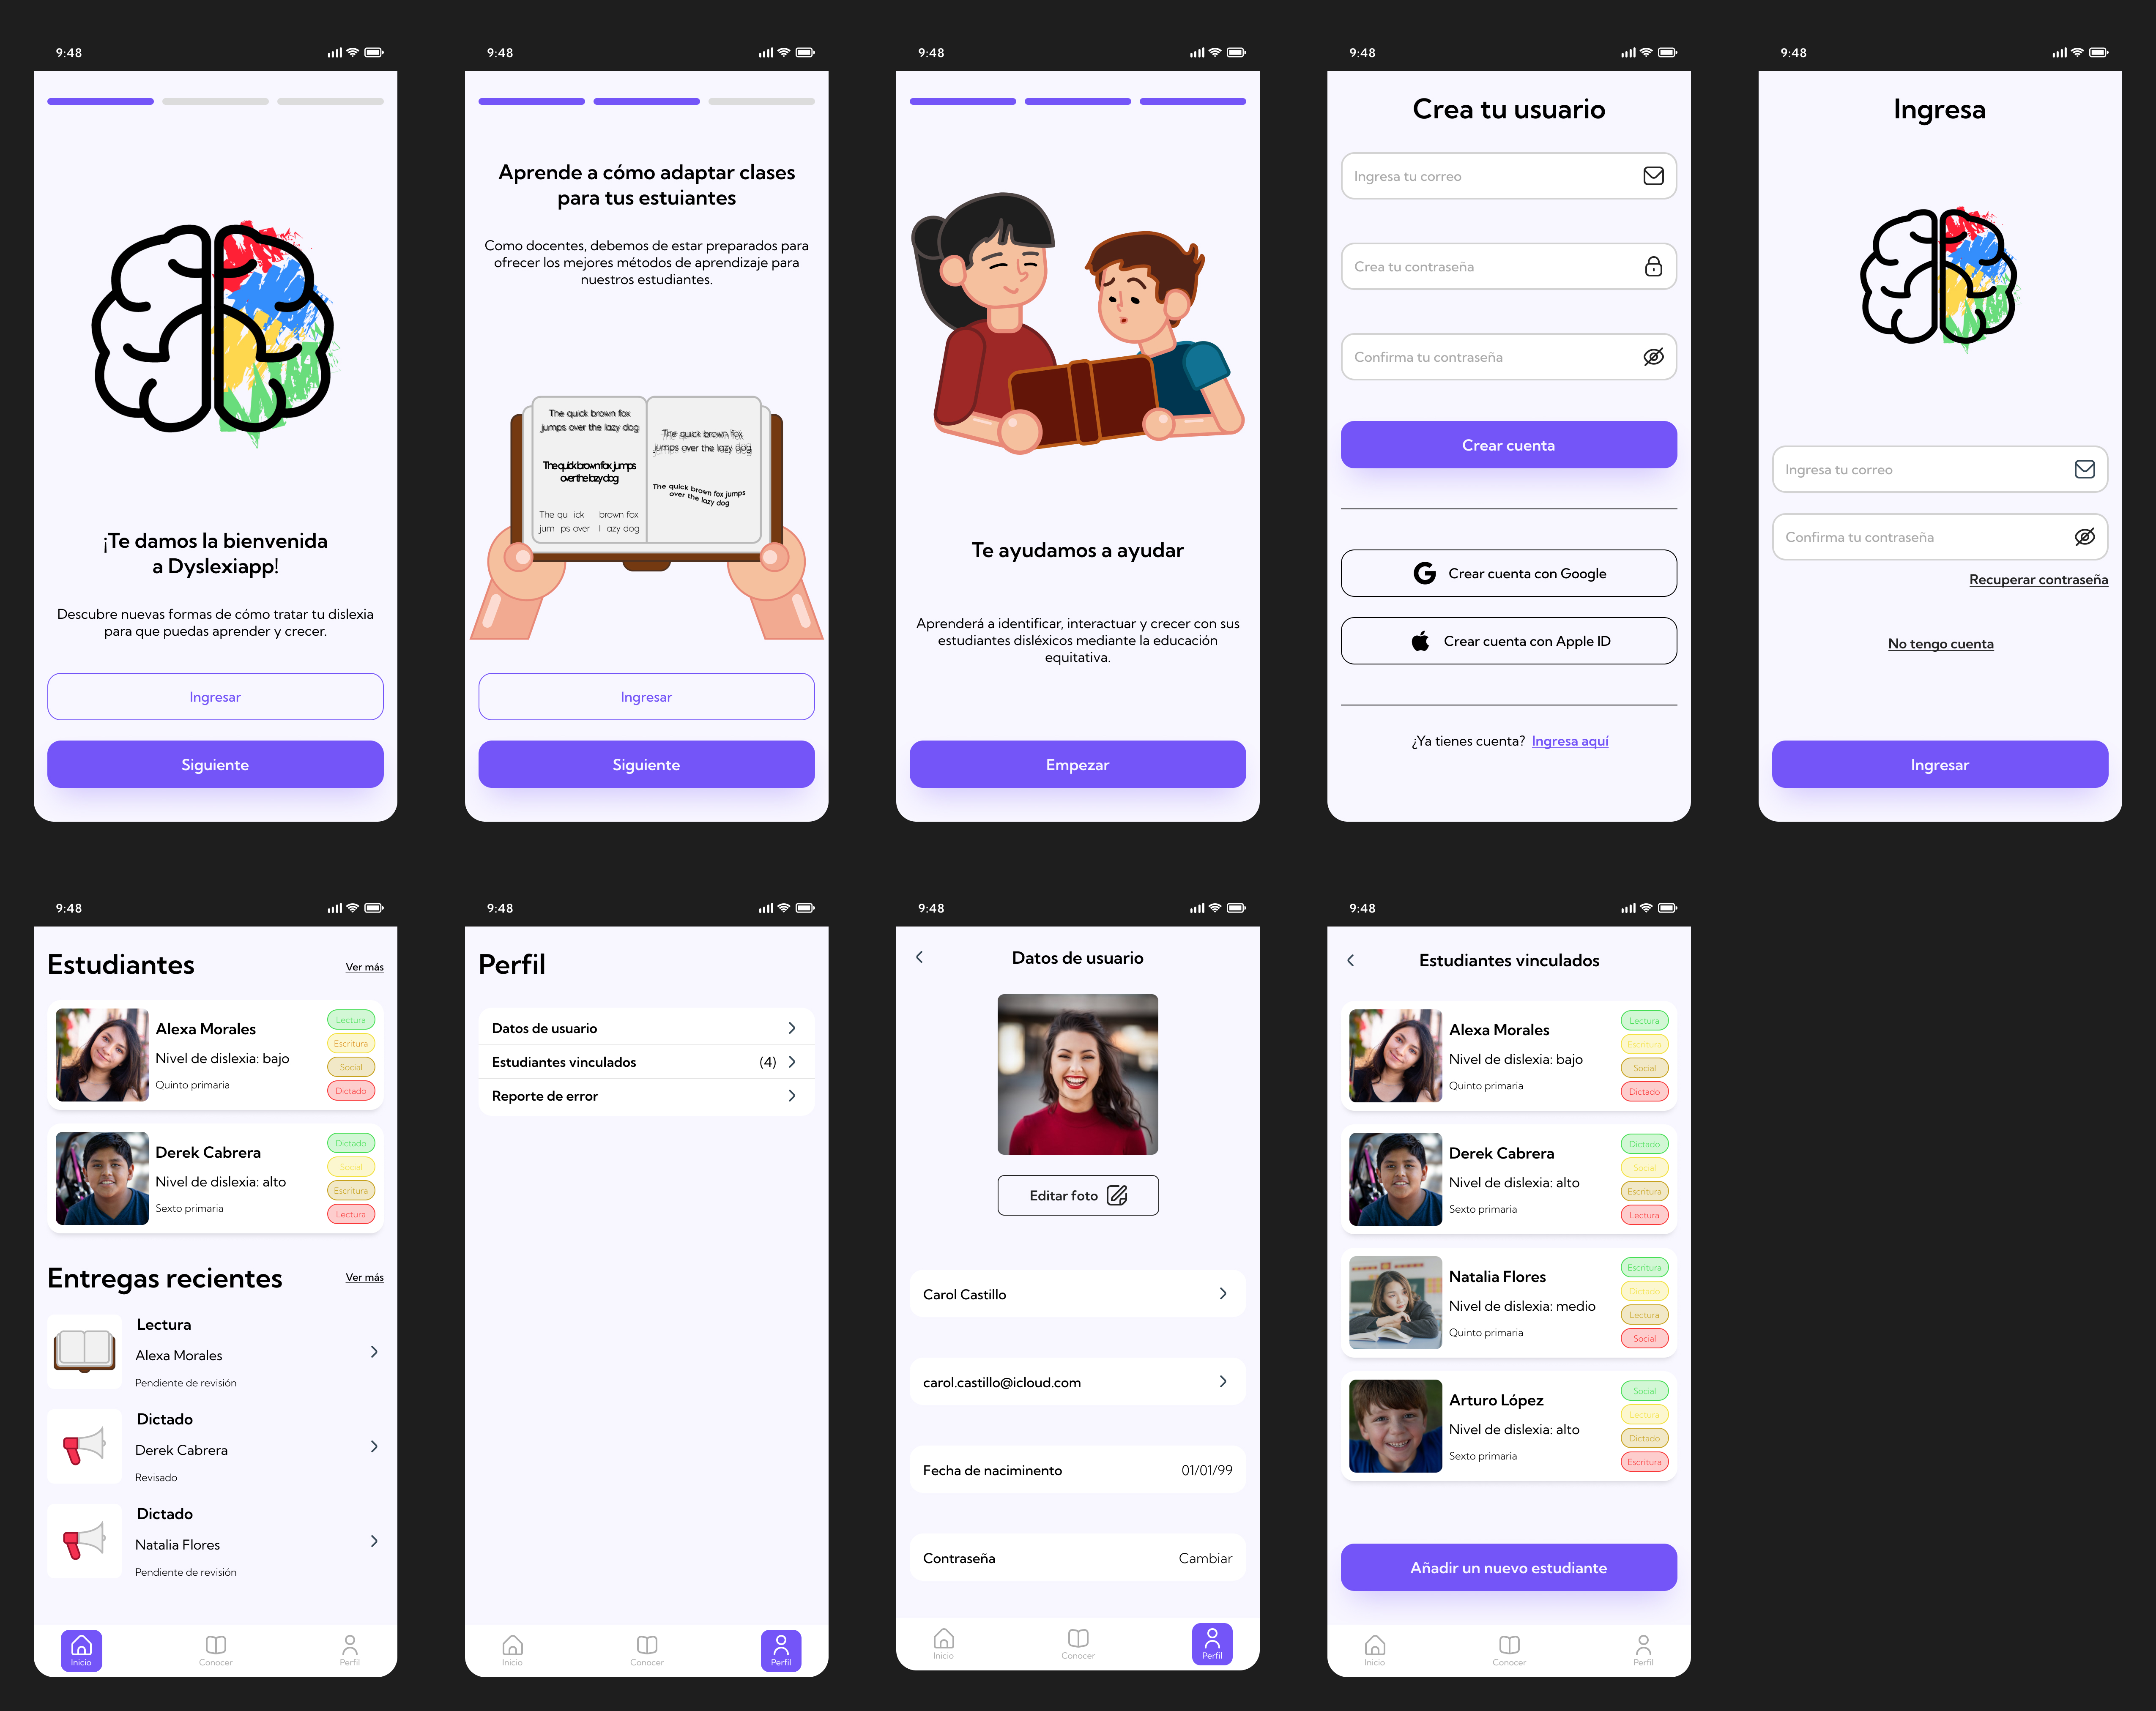 9:48
¡Te damos la bienvenida
a Dyslexiapp!
Descubre nuevas formas de cómo tratar tu dislexia
para que puedas aprender y crecer.
Ingresar
Siguiente
9:48
Aprende a cómo adaptar clases
para tus estuiantes
Como docentes, debemos de estar preparados para
ofrecer los mejores métodos de aprendizaje para
nuestros estudiantes.
The quick brown fox
jumps over the lazy dog
The quick brown fox jumps
over the lazy dog
The qu ick brown fox
jum ps over l azy dog
The quick brown fox
jumps over the lazy dog
The quick brown fox jumps
over the lazy dog
Ingresar
Siguiente
9:48
Te ayudamos a ayudar
Aprenderá a identificar, interactuar y crecer con sus
estudiantes disléxicos mediante la educación
equitativa.
Empezar
9:48
Crea tu usuario
Ingresa tu correo
Crea tu contraseña
Confirma tu contraseña
Crear cuenta
Crear cuenta con Google
Crear cuenta con Apple ID
¿Ya tienes cuenta? Ingresa aquí
9:48
Ingresa
Ingresa tu correo
Confirma tu contraseña
Recuperar contraseña
No tengo cuenta
Ingresar
9:48
Estudiantes
Ver más
Alexa Morales
Nivel de dislexia: bajo
Quinto primaria
Lectura
Escritura
Social
Dictado
Derek Cabrera
Nivel de dislexia: alto
Sexto primaria
Dictado
Social
Escritura
Lectura
Entregas recientes
Ver más
Lectura
Alexa Morales
Pendiente de revisión
Dictado
Derek Cabrera
Revisado
Dictado
Natalia Flores
Pendiente de revisión
Inicio
Conocer
Perfil
9:48
Perfil
Datos de usuario
Estudiantes vinculados (4)
Reporte de error
Inicio
Conocer
Perfil
9:48
Datos de usuario
Editar foto
Carol Castillo
carol.castillo@icloud.com
Fecha de naciminento 01/01/99
Contraseña Cambiar
Inicio
Conocer
Perfil
9:48
Estudiantes vinculados
Alexa Morales
Nivel de dislexia: bajo
Quinto primaria
Lectura
Escritura
Social
Dictado
Derek Cabrera
Nivel de dislexia: alto
Sexto primaria
Dictado
Social
Escritura
Lectura
Natalia Flores
Nivel de dislexia: medio
Quinto primaria
Escritura
Dictado
Lectura
Social
Arturo López
Nivel de dislexia: alto
Sexto primaria
Social
Lectura
Dictado
Escritura
Añadir un nuevo estudiante
Inicio
Conocer
Perfil